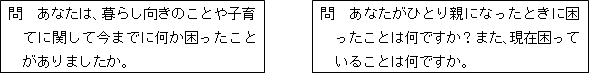 問　あなたは、暮らし向きのことや子育
てに関して今までに何か困ったこと
がありましたか。
問　あなたがひとり親になったときに困
ったことは何ですか？また、現在困って
いることは何ですか。